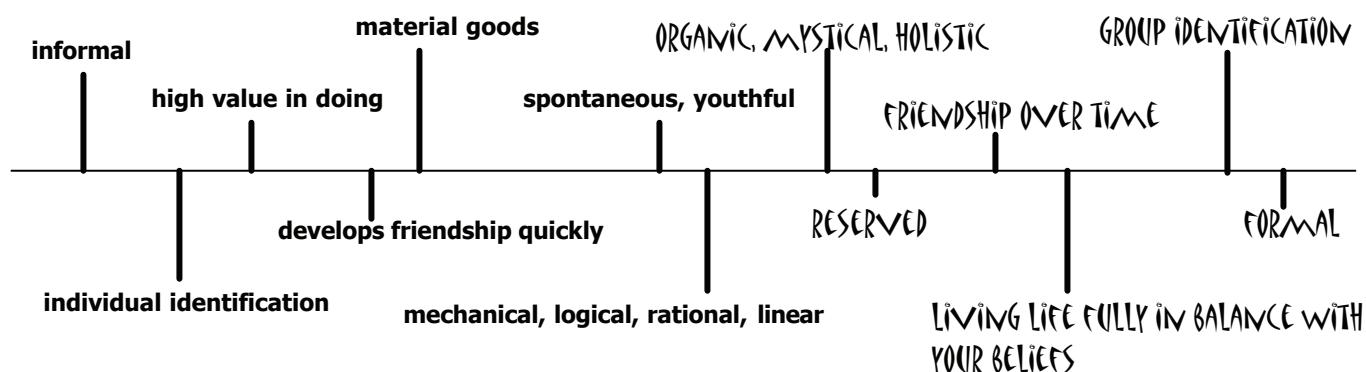 material goods
ORGANIC, MYSTICAL, HOLISTIC
GROUP IDENTIFICATION
informal
high value in doing
spontaneous, youthful
FRIENDSHIP OVER TIME
develops friendship quickly
RESERVED
FORMAL
individual identification
mechanical, logical, rational, linear
LIVING LIFE FULLY IN BALANCE WITH
YOUR BELIEFS